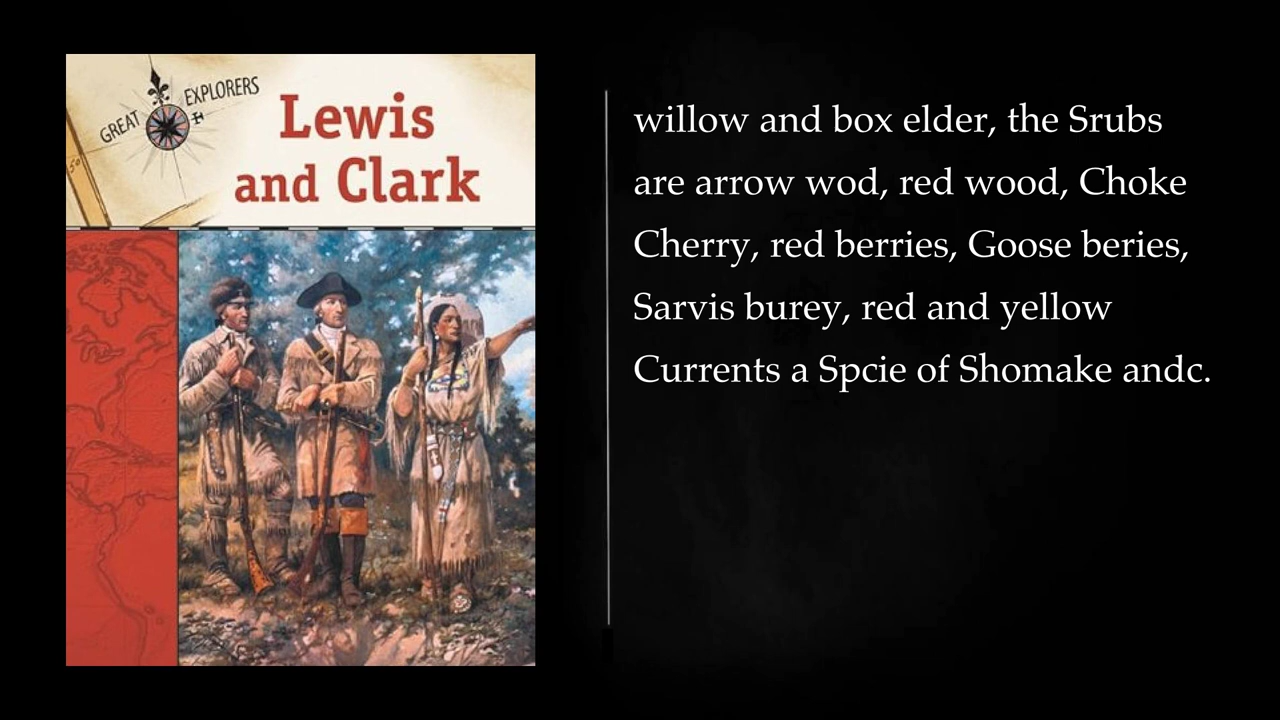 GREAT EXPLORERS
Lewis
and Clark
50
willow and box elder, the Srubs
are arrow wod, red wood, Choke
Cherry, red berries, Goose beries,
Sarvis burey, red and yellow
Currents a Spcie of Shomake andc.